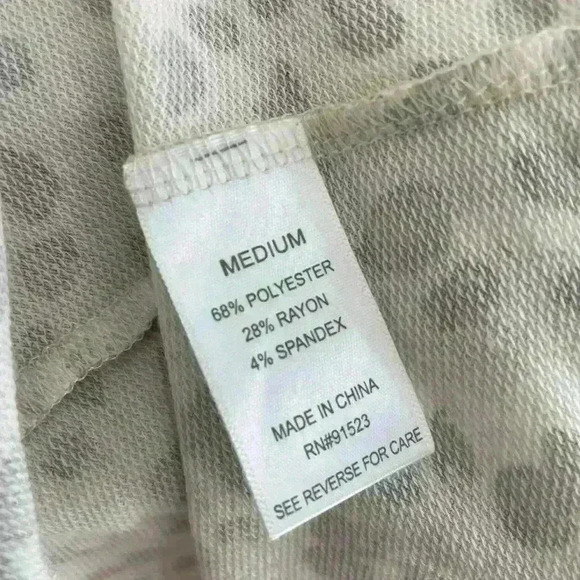 MEDIUM
68% POLYESTER
28% RAYON
4% SPANDEX
MADE IN CHINA
RN#91523
SEE REVERSE FOR CARE